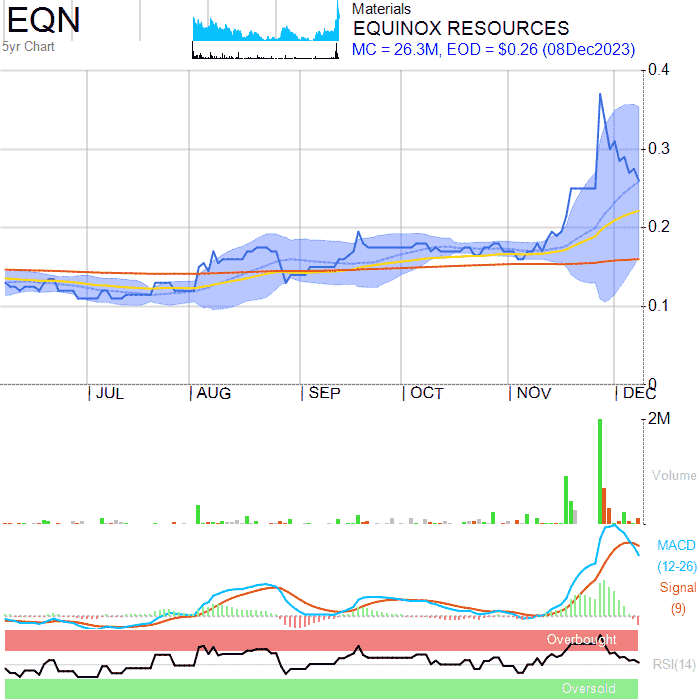 EQN
5yr Chart
Materials
EQUINOX RESOURCES
MC = 26.3M, EOD = $0.26 (08Dec2023)
0.4
0.3
0.2
0.1
0
JUL AUG SEP OCT NOV DEC
2M
Volume
MACD
(12-26)
Signal
(9)
Overbought
RSI(14)
Oversold